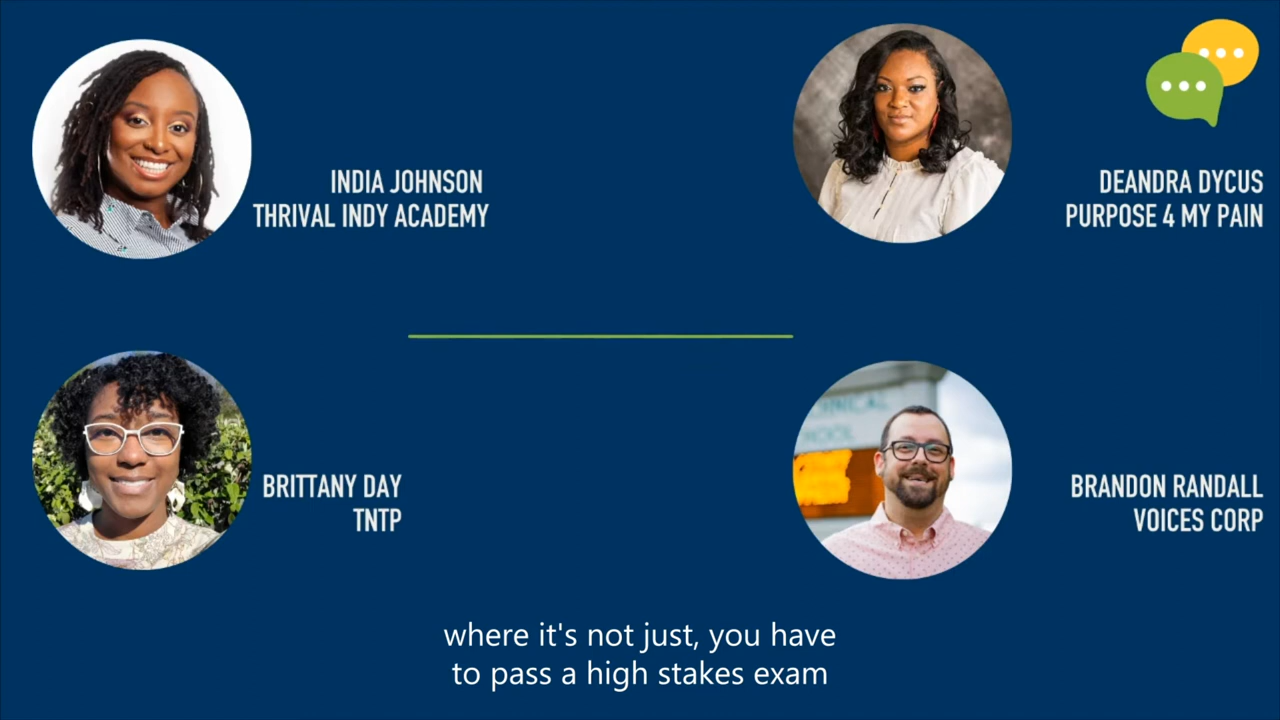 INDIA JOHNSON
THRIVAL INDY ACADEMY
DEANDRA DYCUS
PURPOSE 4 MY PAIN
BRITTANY DAY
TNTP
BRANDON RANDALL
VOICES CORP
where it's not just, you have
to pass a high stakes exam